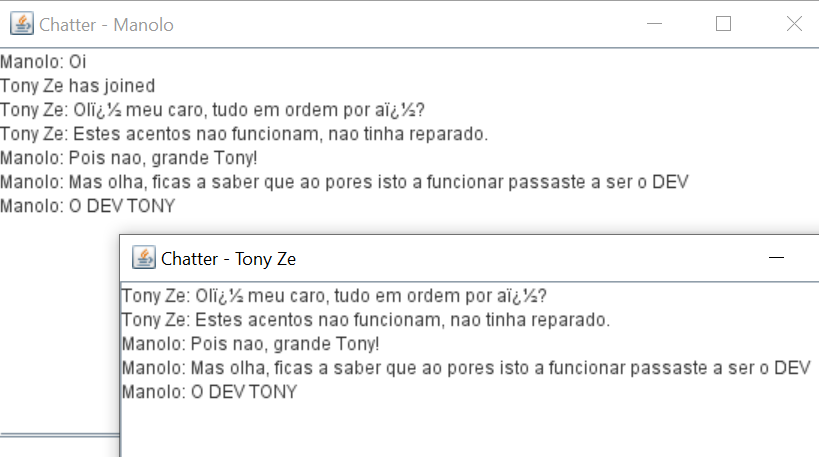 Chatter - Manolo
Manolo: Oi
Tony Ze has joined
Tony Ze: Olï¿½ meu caro, tudo em ordem por aï¿½?
Tony Ze: Estes acentos nao funcionam, nao tinha reparado.
Manolo: Pois nao, grande Tony!
Manolo: Mas olha, ficas a saber que ao pores isto a funcionar passaste a ser o DEV
Manolo: O DEV TONY
Chatter - Tony Ze
Tony Ze: Olï¿½ meu caro, tudo em ordem por aï¿½?
Tony Ze: Estes acentos nao funcionam, nao tinha reparado.
Manolo: Pois nao, grande Tony!
Manolo: Mas olha, ficas a saber que ao pores isto a funcionar passaste a ser o DEV
Manolo: O DEV TONY